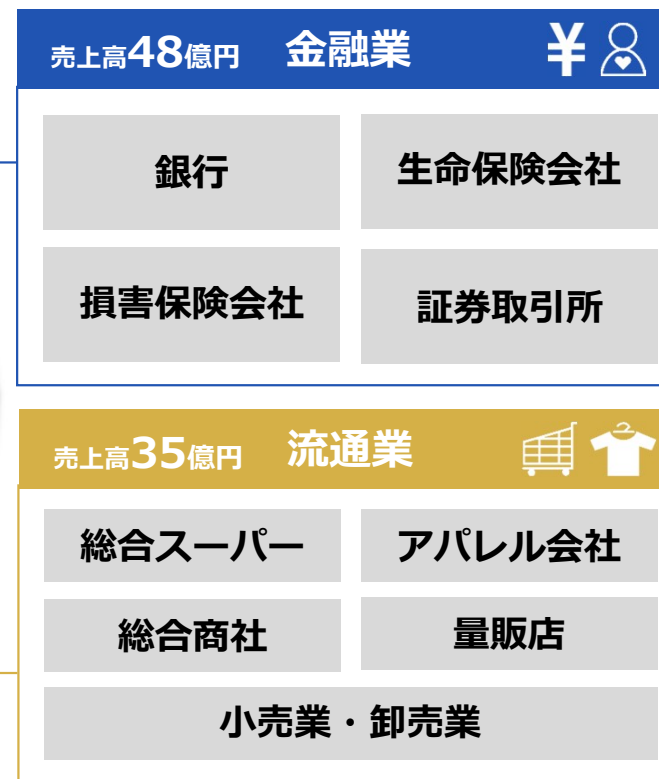 売上高48億円 金融業
¥
銀行 生命保険会社
損害保険会社 証券取引所
売上高35億円 流通業
総合スーパー アパレル会社
総合商社 量販店
小売業・卸売業